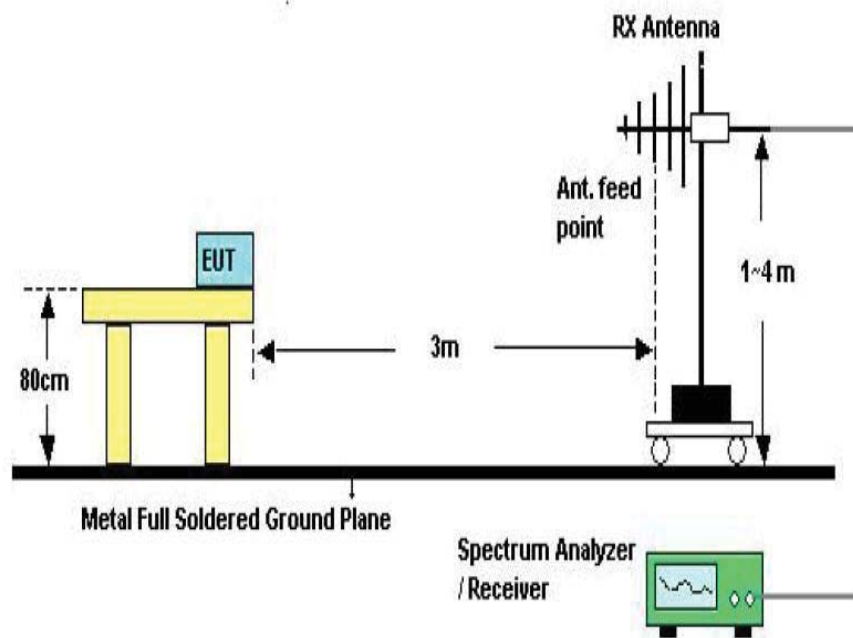 RX Antenna
Ant. feed
point
EUT
1~4 m
3m
80cm
Metal Full Soldered Ground Plane
Spectrum Analyzer
/ Receiver